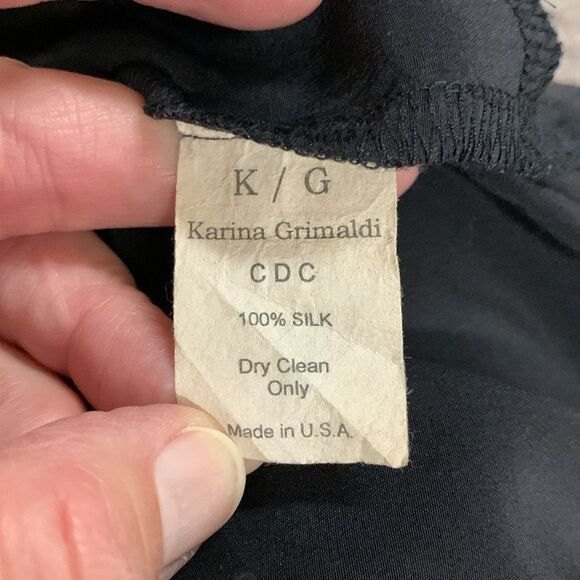 K / G
Karina Grimaldi
CDC
100% SILK
Dry Clean
Only
Made in U.S.A.